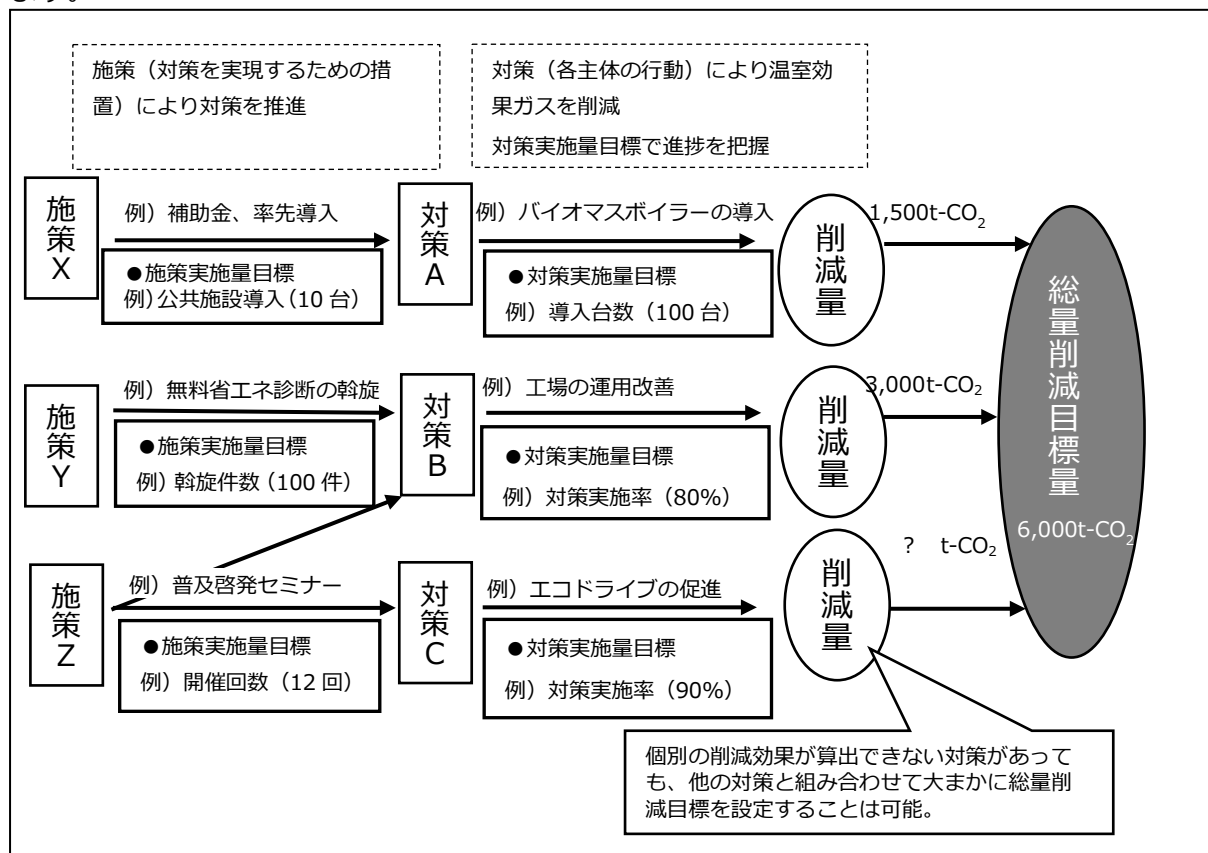 ます。
施策（対策を実現するための措
置）により対策を推進
対策（各主体の行動）により温室効
果ガスを削減
対策実施量目標で進捗を把握
施策X
例）補助金、率先導入
●施策実施量目標
例）公共施設導入（10 台）
対策A
例）バイオマスボイラーの導入
●対策実施量目標
例）導入台数（100 台）
削減量
1,500t-CO2
施策Y
例）無料省エネ診断の斡旋
●施策実施量目標
例）斡旋件数（100 件）
対策B
例）工場の運用改善
●対策実施量目標
例）対策実施率（80%）
削減量
3,000t-CO2
施策Z
例）普及啓発セミナー
●施策実施量目標
例）開催回数（12 回）
対策C
例）エコドライブの促進
●対策実施量目標
例）対策実施率（90%）
削減量
? t-CO2
総量削減目標量
6,000t-CO2
個別の削減効果が算出できない対策があって
も、他の対策と組み合わせて大まかに総量削
減目標を設定することは可能。